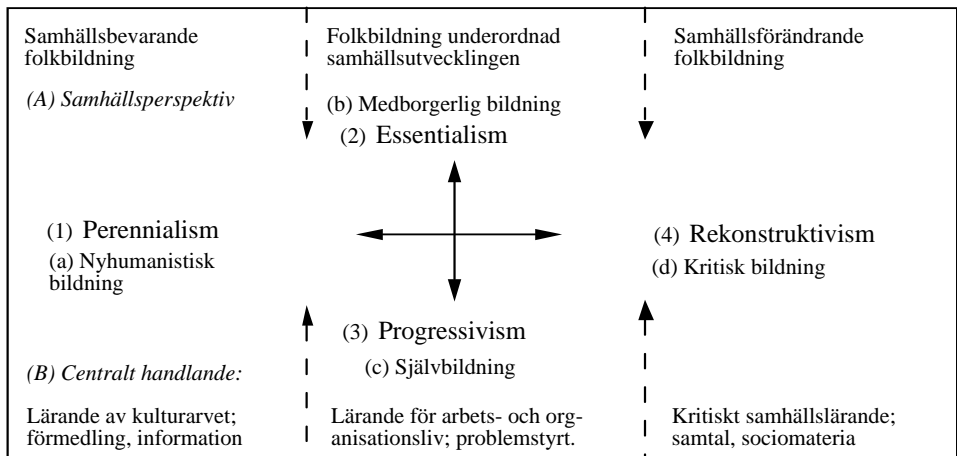 Samhällsbevarande
folkbildning
Folkbildning underordnad
samhällsutvecklingen
Samhällsförändrande
folkbildning
(A) Samhällsperspektiv
(b) Medborgerlig bildning
(2) Essentialism
(1) Perennialism
(a) Nyhumanistisk
bildning
(4) Rekonstruktivism
(d) Kritisk bildning
(3) Progressivism
(c) Självbildning
(B) Centralt handlande:
Lärande av kulturarvet;
förmedling, information
Lärande för arbets- och org-
anisationsliv; problemstyrt.
Kritiskt samhällslärande;
samtal, sociomateria